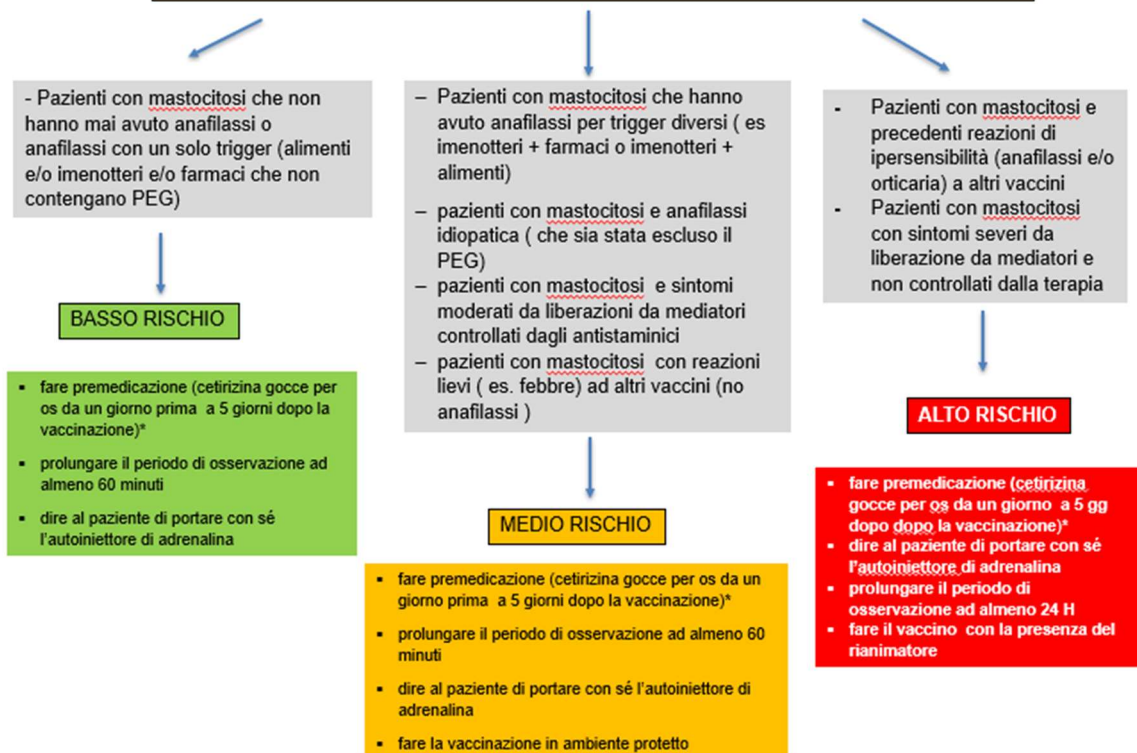 - Pazienti con mastocitosi che non
hanno mai avuto anafilassi o
anafilassi con un solo trigger (alimenti
e/o imenotteri e/o farmaci che non
contengano PEG)
BASSO RISCHIO
▪ fare premedicazione (cetirizina gocce per
os da un giorno prima a 5 giorni dopo la
vaccinazione)*
▪ prolungare il periodo di osservazione ad
almeno 60 minuti
▪ dire al paziente di portare con sé
l'autoiniettore di adrenalina
– Pazienti con mastocitosi che hanno
avuto anafilassi per trigger diversi ( es
imenotteri + farmaci o imenotteri +
alimenti)
– pazienti con mastocitosi e anafilassi
idiopatica ( che sia stata escluso il
PEG)
– pazienti con mastocitosi e sintomi
moderati da liberazioni da mediatori
controllati dagli antistaminici
– pazienti con mastocitosi con reazioni
lievi ( es. febbre) ad altri vaccini (no
anafilassi )
MEDIO RISCHIO
▪ fare premedicazione (cetirizina gocce per os da un
giorno prima a 5 giorni dopo la vaccinazione)*
▪ prolungare il periodo di osservazione ad almeno 60
minuti
▪ dire al paziente di portare con sé l'autoiniettore di
adrenalina
▪ fare la vaccinazione in ambiente protetto
- Pazienti con mastocitosi e
precedenti reazioni di
ipersensibilità (anafilassi e/o
orticaria) a altri vaccini
- Pazienti con mastocitosi
con sintomi severi da
liberazione da mediatori e
non controllati dalla terapia
ALTO RISCHIO
▪ fare premedicazione (cetirizina
gocce per os da un giorno a 5 gg
dopo dopo la vaccinazione)*
▪ dire al paziente di portare con sé
l'autoiniettore di adrenalina
▪ prolungare il periodo di
osservazione ad almeno 24 H
▪ fare il vaccino con la presenza del
rianimatore